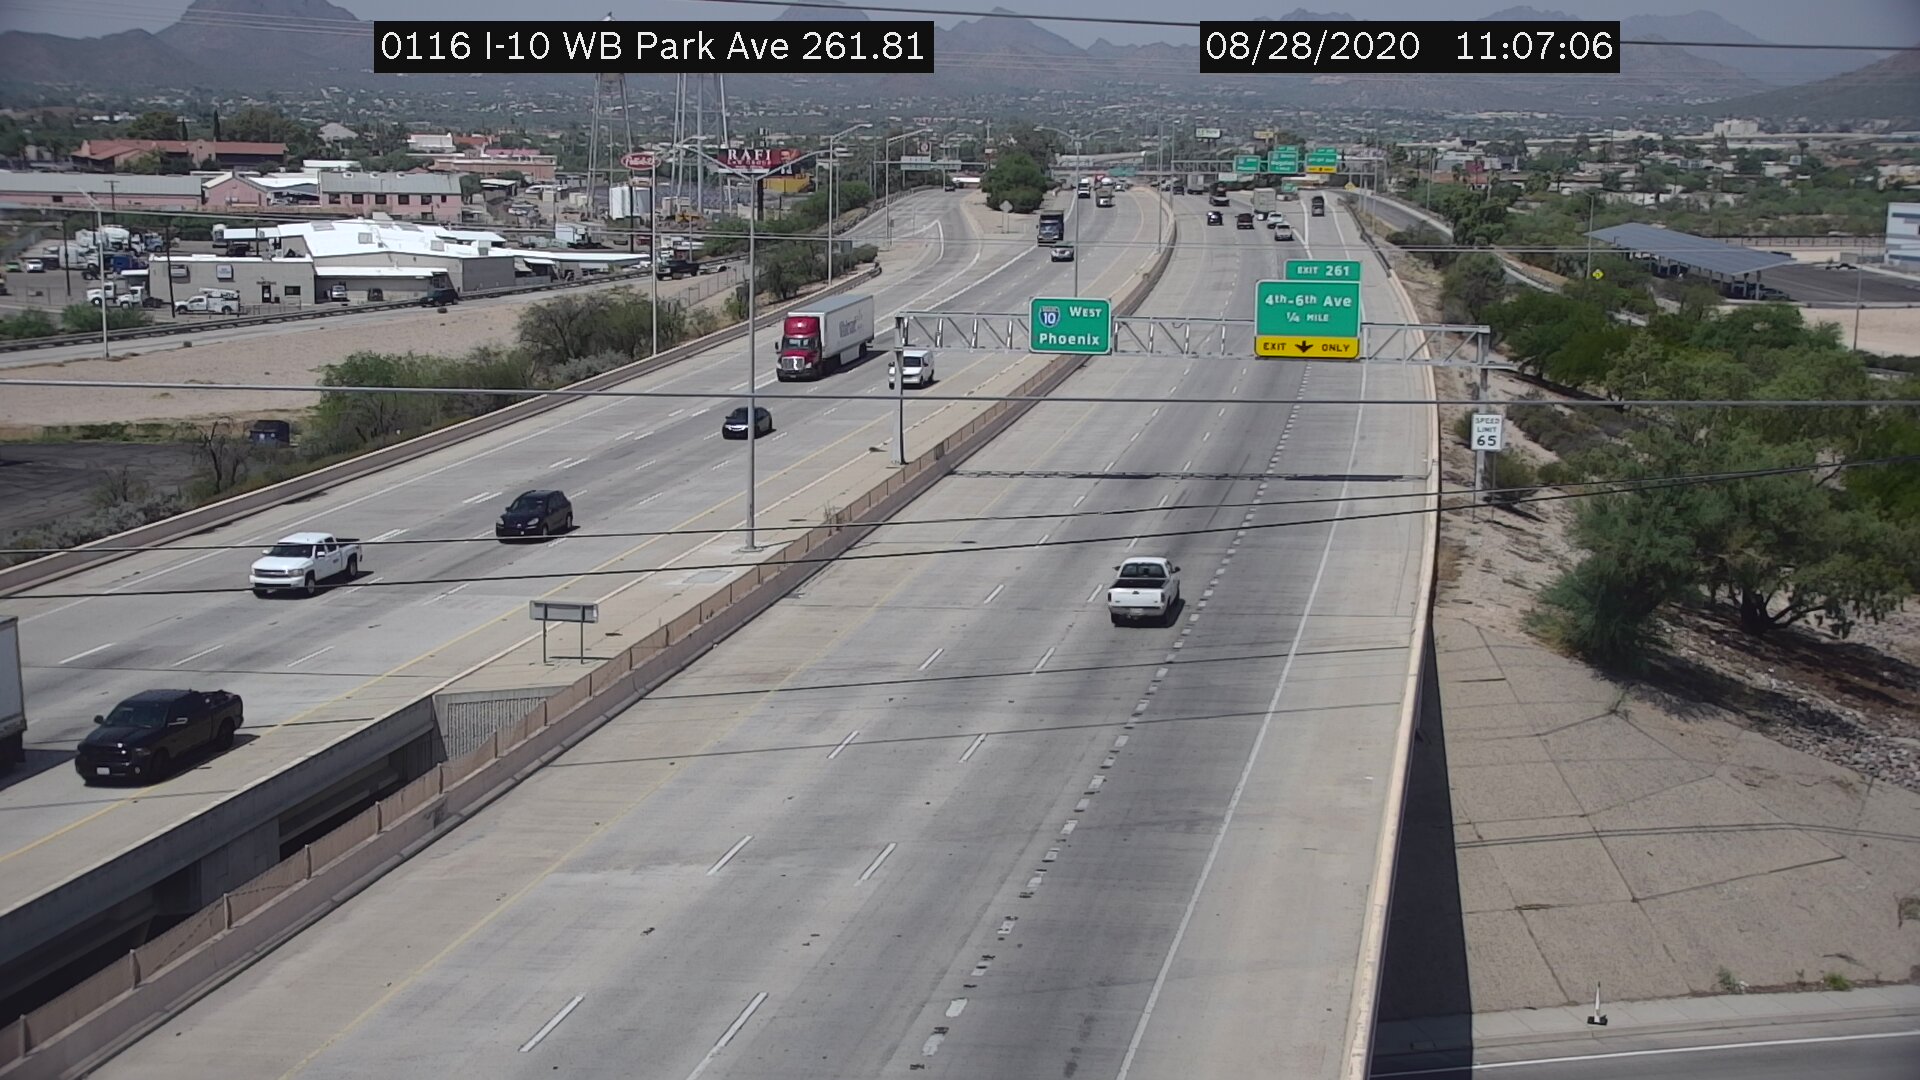 0116 I-10 WB Park Ave 261.81
08/28/2020 11:07:06
RAFI
EXIT 261
10 WEST
Phoenix
4th-6th Ave
1/4 MILE
EXIT ONLY
SPEED
LIMIT
65